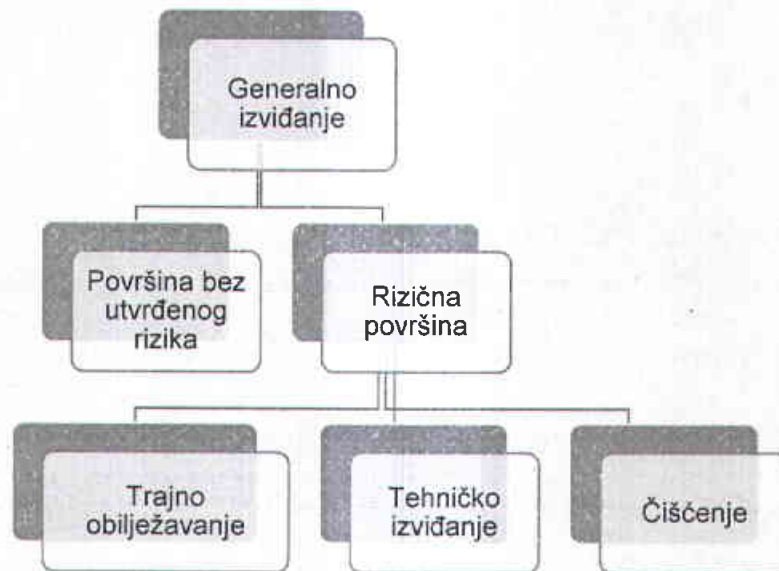 Generalno
izviđanje
Površina bez
utvrđenog
rizika
Rizična
površina
Trajno
obilježavanje
Tehničko
izviđanje
Čišćenje